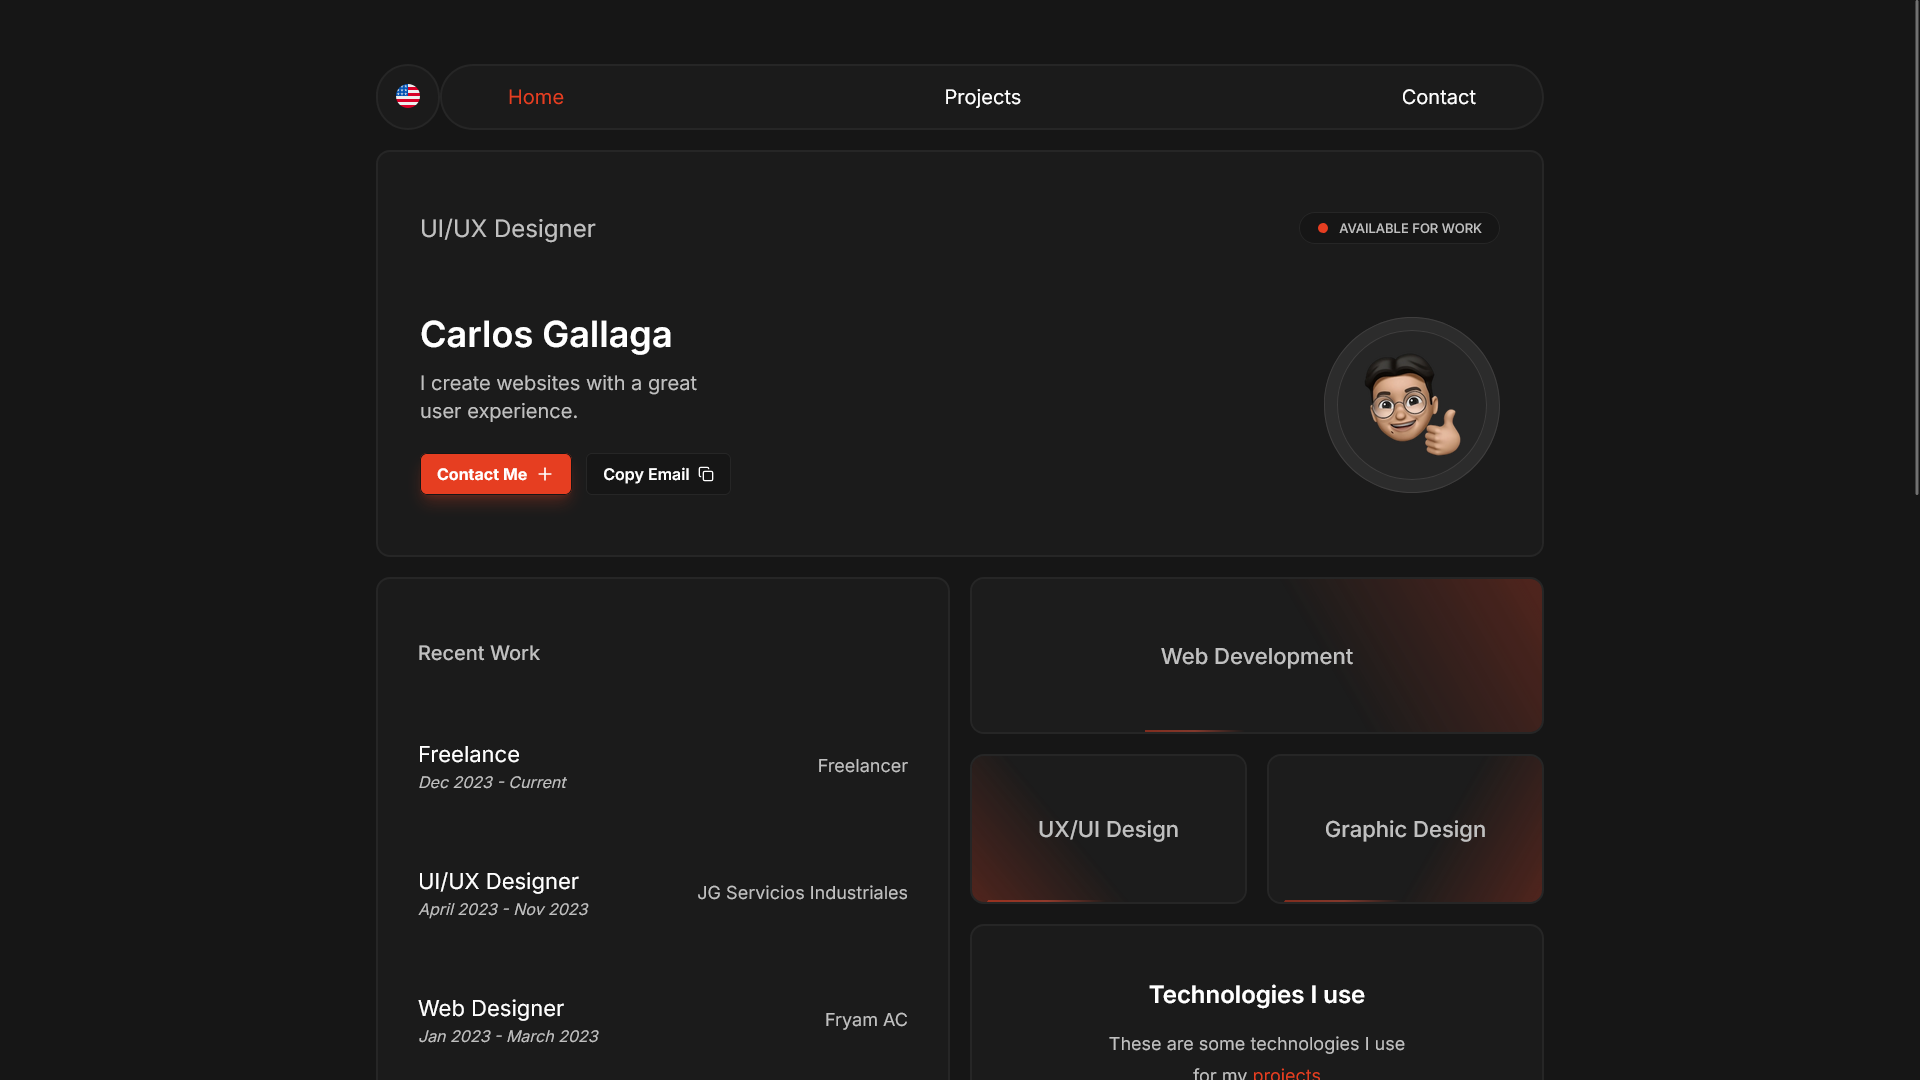 Home
Projects
Contact
UI/UX Designer
AVAILABLE FOR WORK
Carlos Gallaga
I create websites with a great
user experience.
Contact Me
Copy Email
Recent Work
Freelance
Dec 2023 - Current
Freelancer
UI/UX Designer
April 2023 - Nov 2023
JG Servicios Industriales
Web Designer
Jan 2023 - March 2023
Fryam AC
Web Development
UX/UI Design
Graphic Design
Technologies I use
These are some technologies I use
for my projects